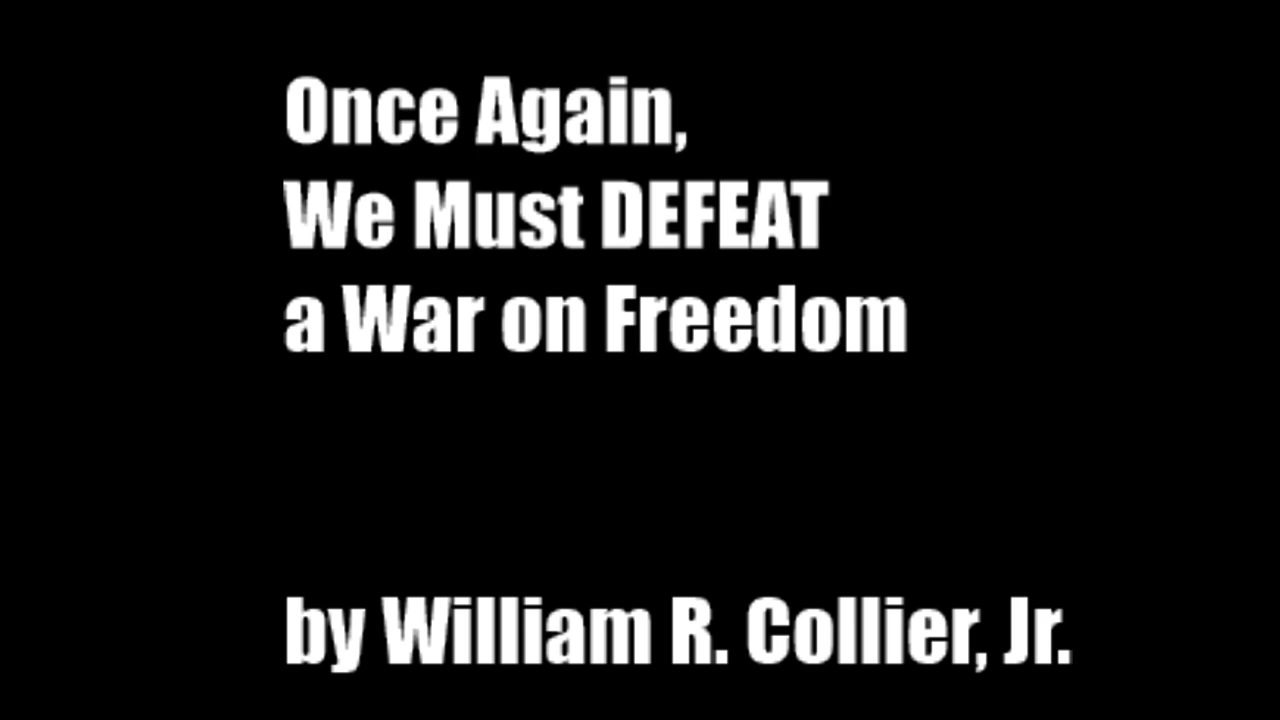 Once Again,
We Must DEFEAT
a War on Freedom
by William R. Collier, Jr.